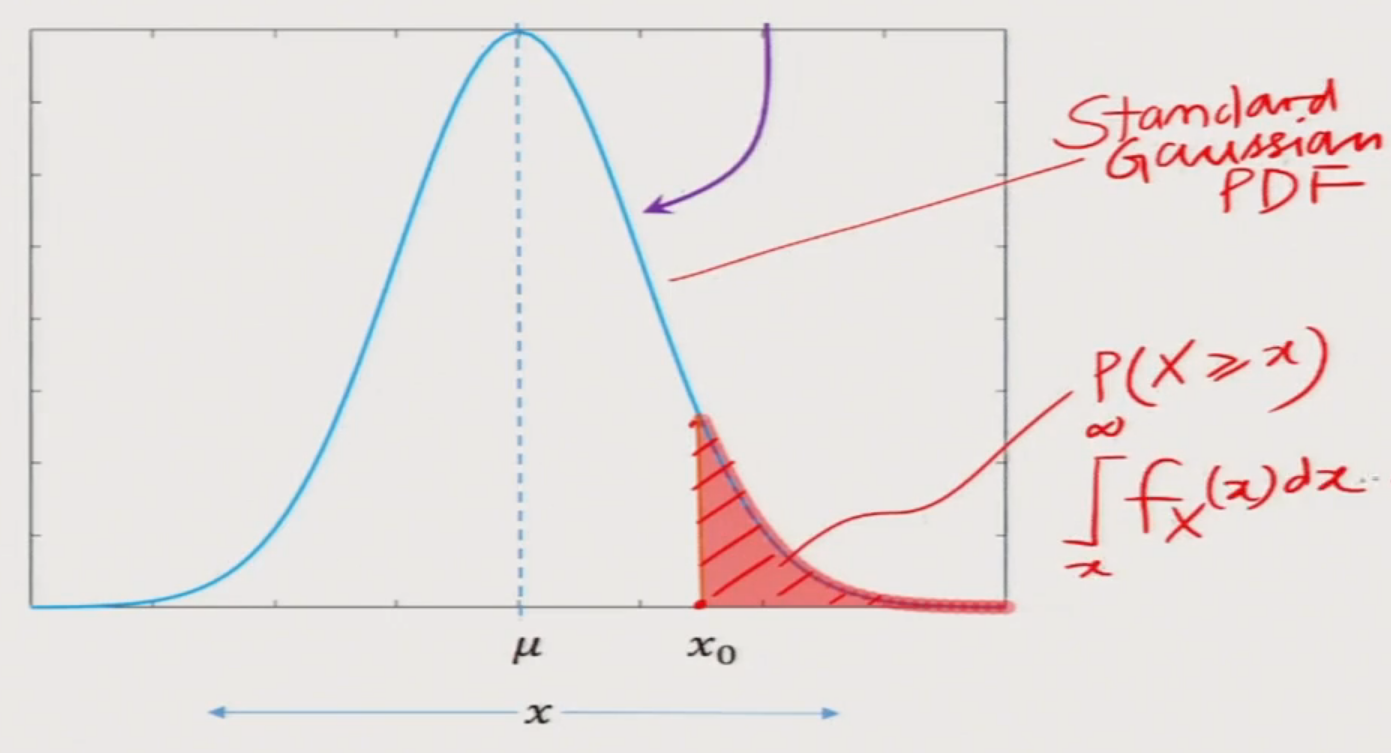 Standard
Gaussian
PDF
P(X ≥ x)
∞
∫ f_X(x) dx
x
μ
x₀
x